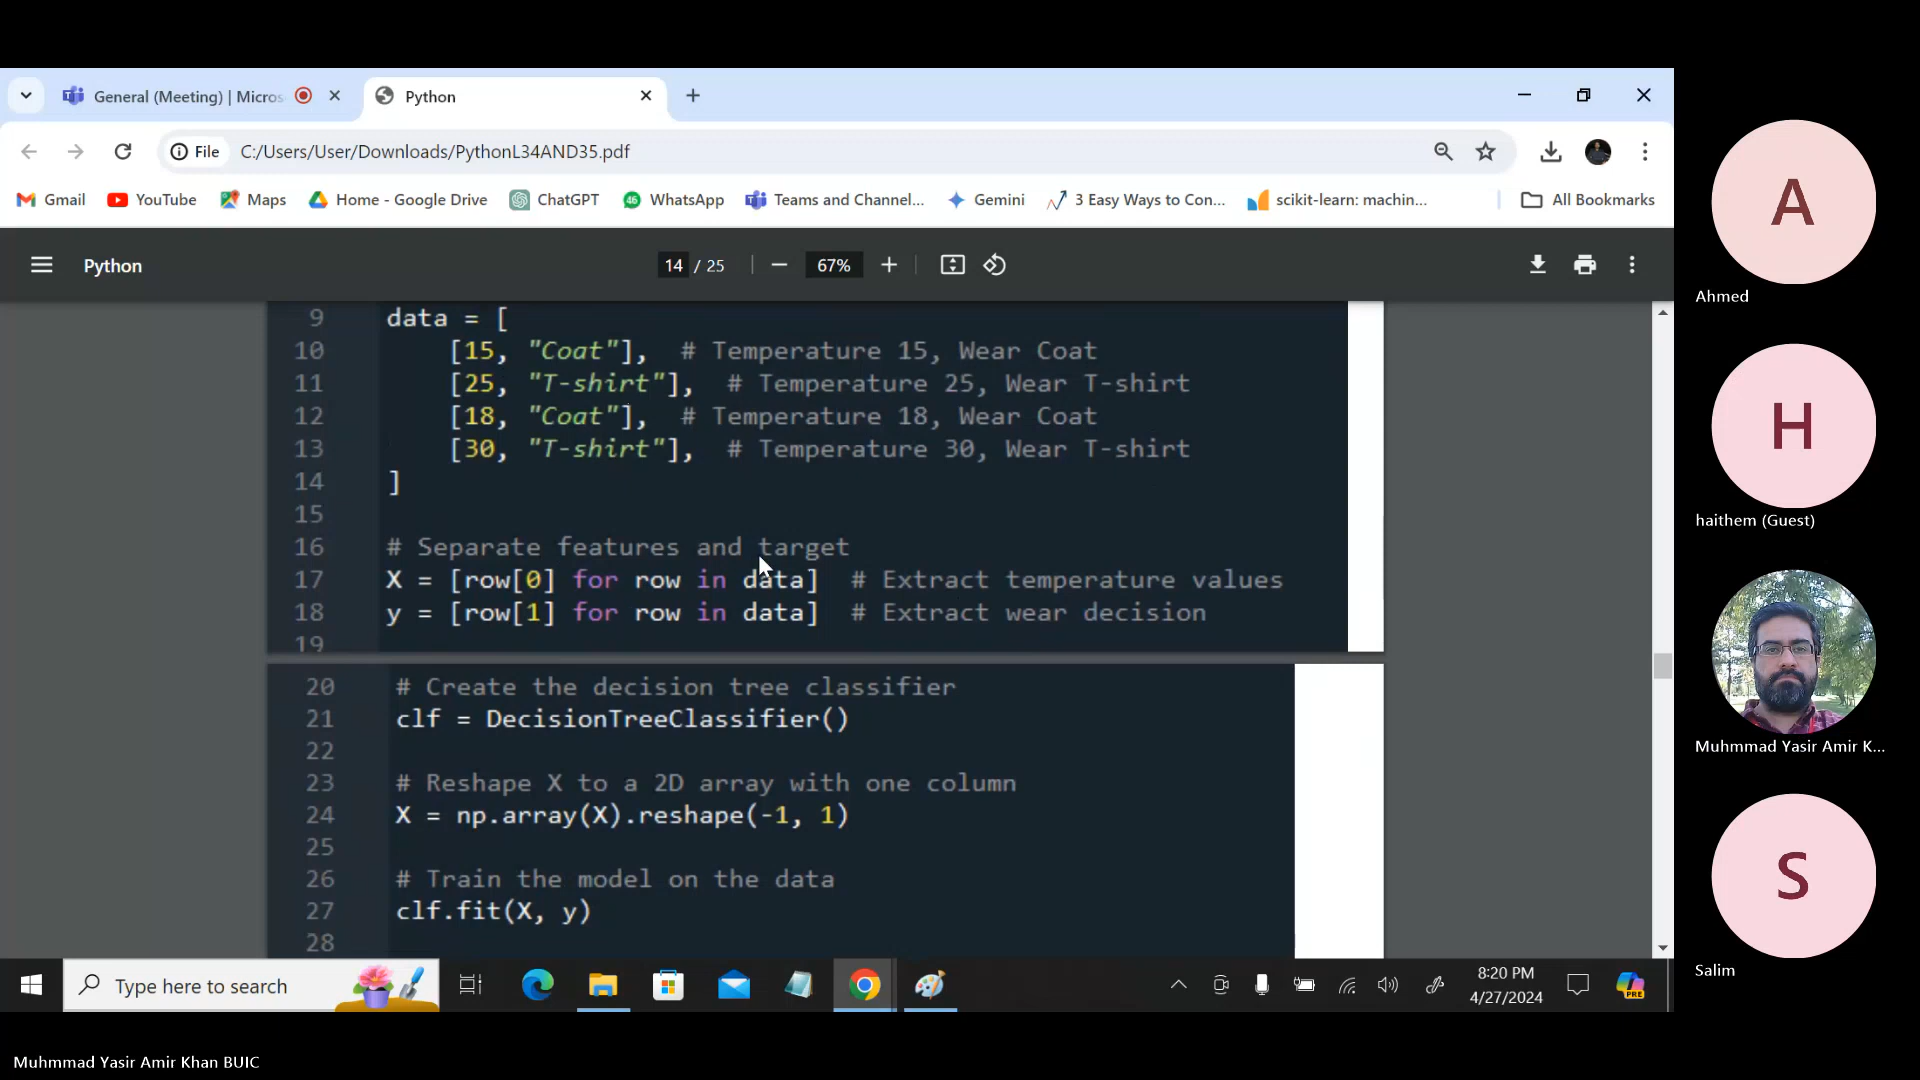 General (Meeting) | Micros
Python
File
C:/Users/User/Downloads/PythonL34AND35.pdf
Gmail
YouTube
Maps
Home - Google Drive
ChatGPT
46
WhatsApp
Teams and Channel...
Gemini
3 Easy Ways to Con...
scikit-learn: machin...
All Bookmarks
Python
14 / 25
67%
9 data = [
10 [15, "Coat"], # Temperature 15, Wear Coat
11 [25, "T-shirt"], # Temperature 25, Wear T-shirt
12 [18, "Coat"], # Temperature 18, Wear Coat
13 [30, "T-shirt"], # Temperature 30, Wear T-shirt
14 ]
15
16 # Separate features and target
17 X = [row[0] for row in data] # Extract temperature values
18 y = [row[1] for row in data] # Extract wear decision
19
20 # Create the decision tree classifier
21 clf = DecisionTreeClassifier()
22
23 # Reshape X to a 2D array with one column
24 X = np.array(X).reshape(-1, 1)
25
26 # Train the model on the data
27 clf.fit(X, y)
28
Type here to search
8:20 PM
4/27/2024
PRE
A
Ahmed
H
haithem (Guest)
Muhmmad Yasir Amir K...
S
Salim
Muhmmad Yasir Amir Khan BUIC